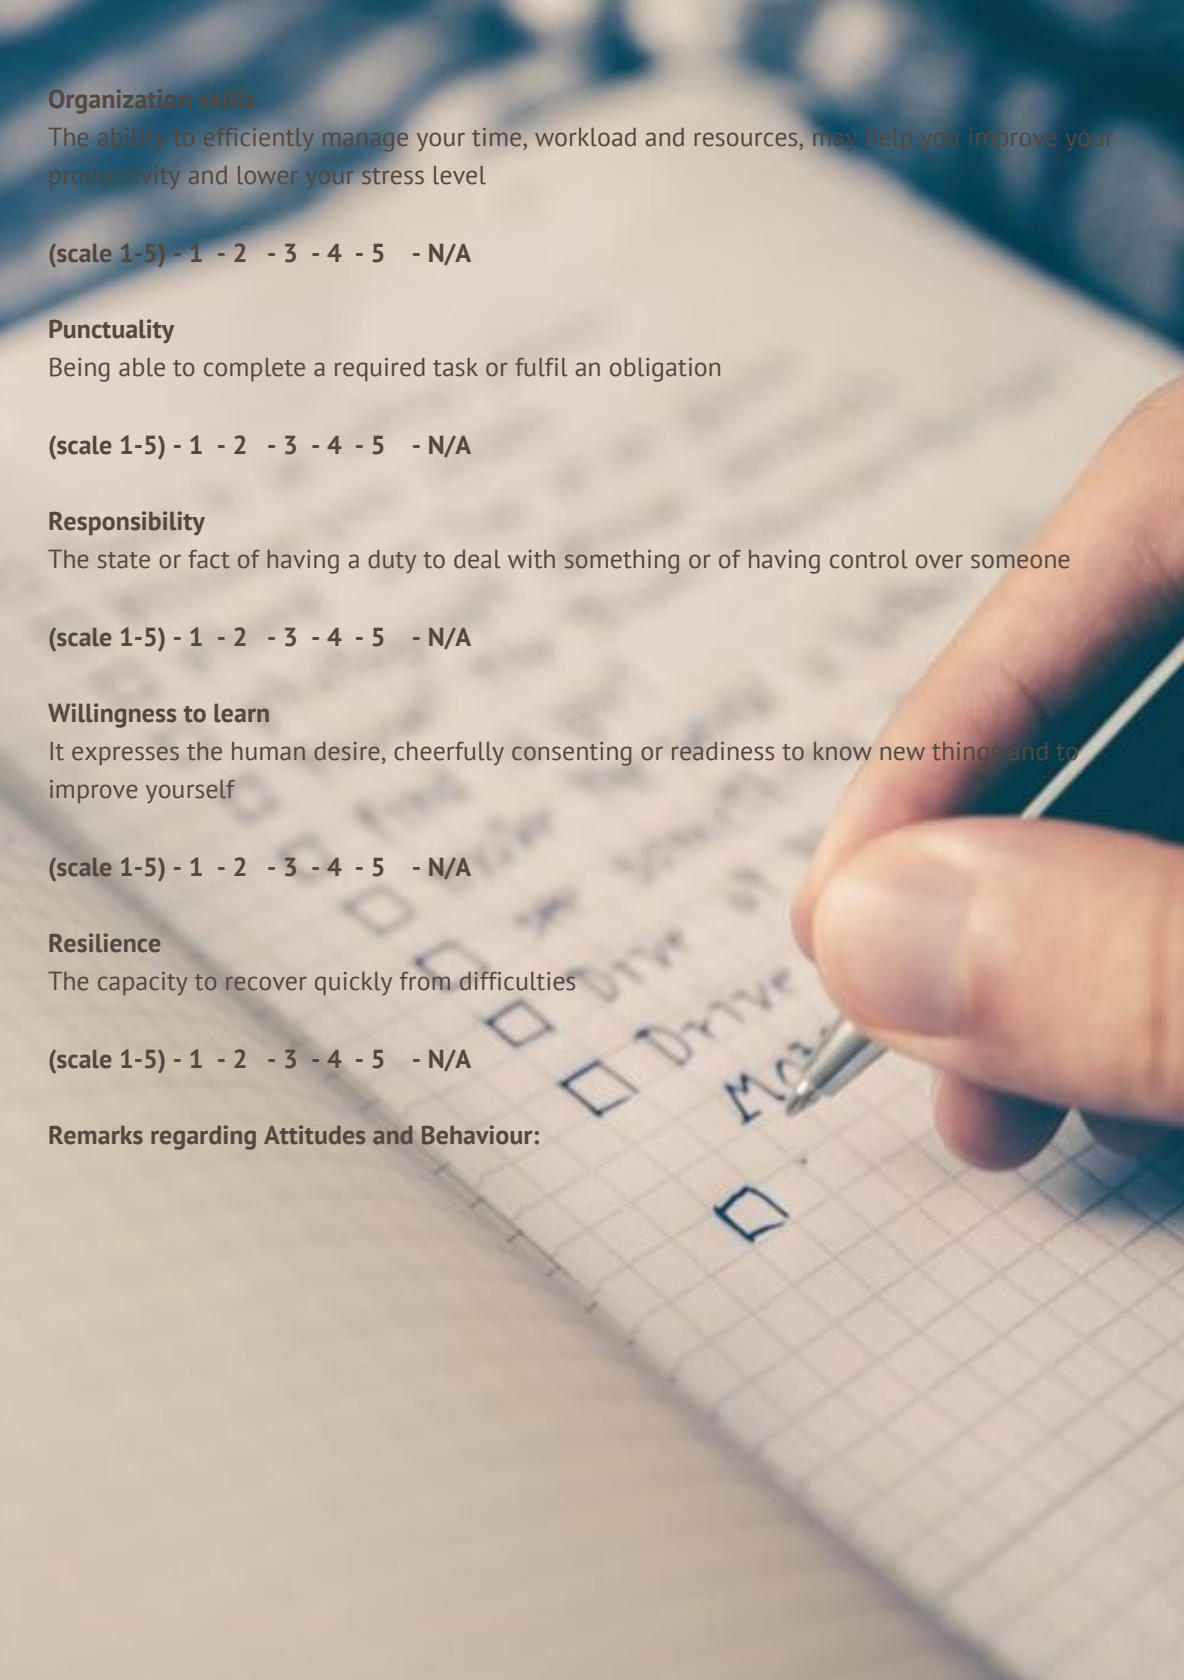 Organization skills
The ability to efficiently manage your time, workload and resources, may help you improve your
productivity and lower your stress level
(scale 1-5) - 1 - 2 - 3 - 4 - 5 - N/A
Punctuality
Being able to complete a required task or fulfil an obligation
(scale 1-5) - 1 - 2 - 3 - 4 - 5 - N/A
Responsibility
The state or fact of having a duty to deal with something or of having control over someone
(scale 1-5) - 1 - 2 - 3 - 4 - 5 - N/A
Willingness to learn
It expresses the human desire, cheerfully consenting or readiness to know new things and to
improve yourself
(scale 1-5) - 1 - 2 - 3 - 4 - 5 - N/A
Resilience
The capacity to recover quickly from difficulties
(scale 1-5) - 1 - 2 - 3 - 4 - 5 - N/A
Remarks regarding Attitudes and Behaviour:
Drive
Drive